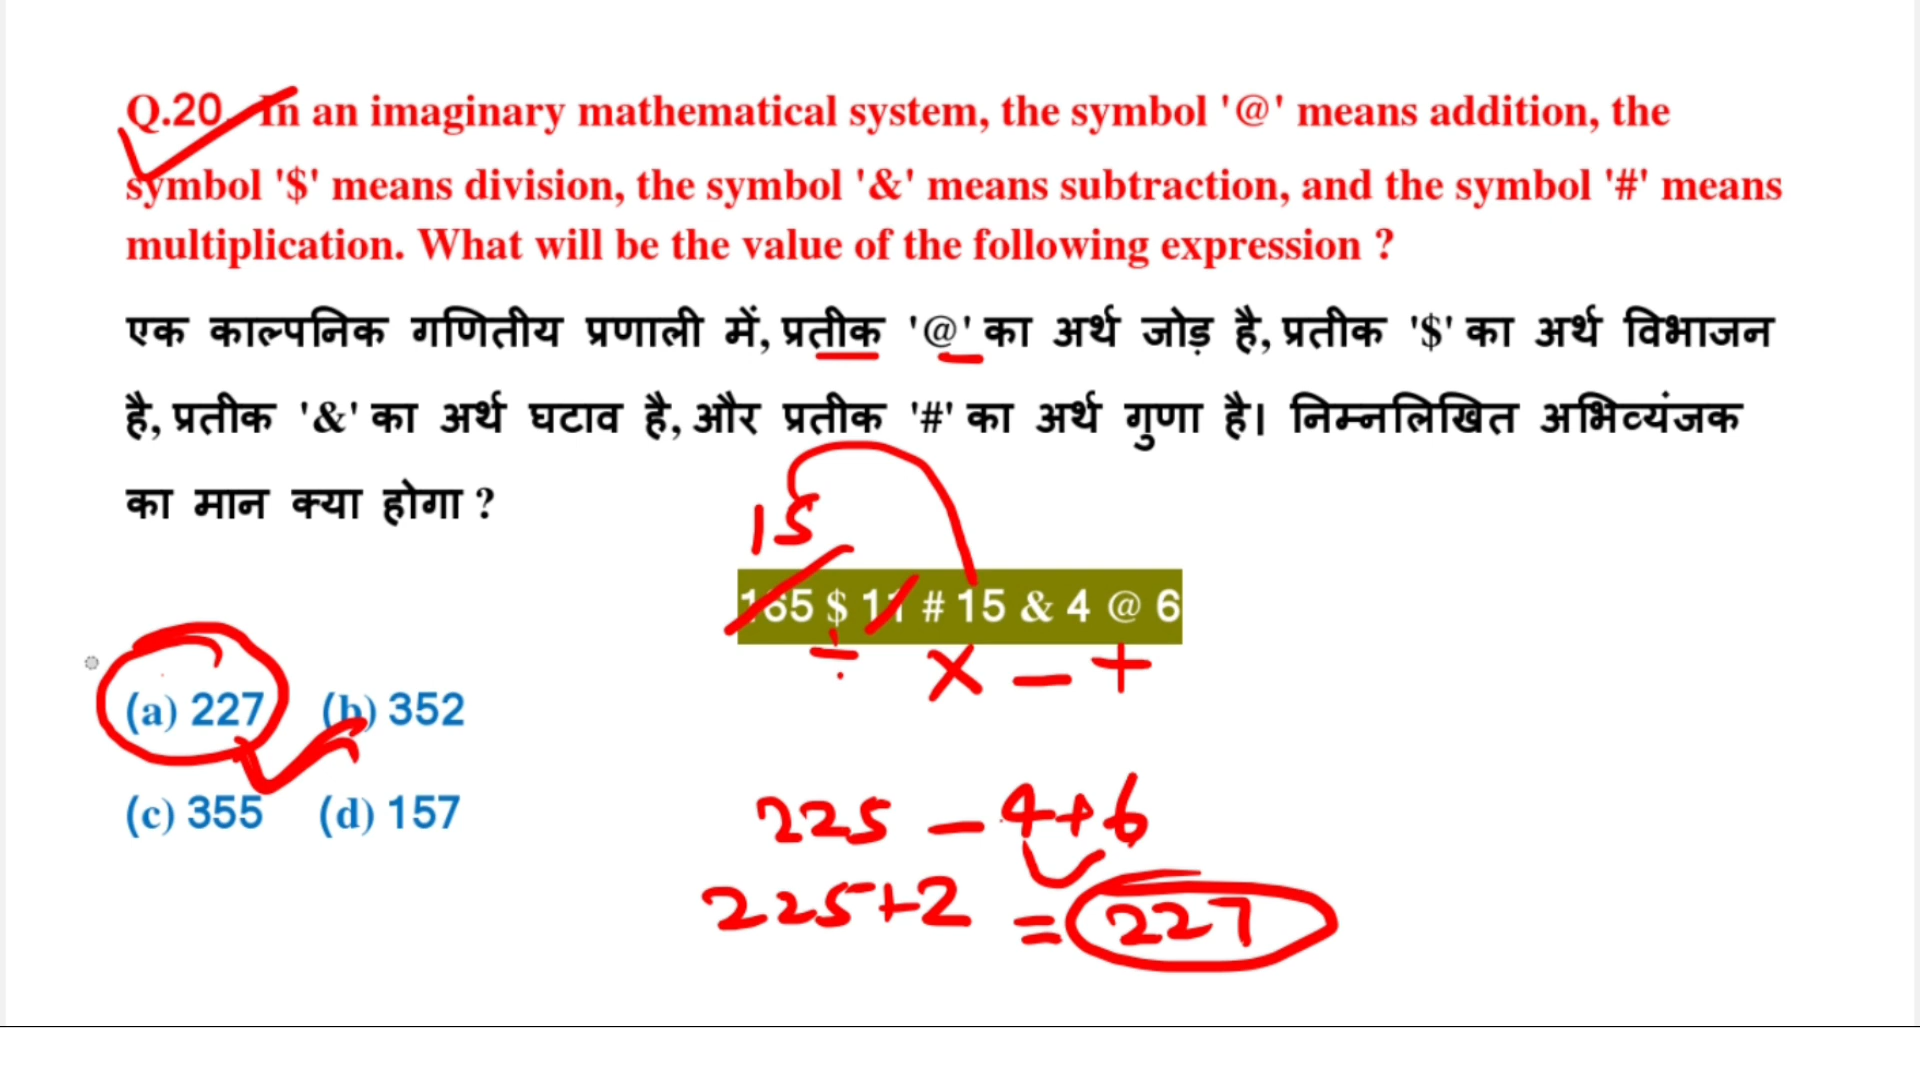 Q.20. In an imaginary mathematical system, the symbol '@' means addition, the
symbol '$' means division, the symbol '&' means subtraction, and the symbol '#' means
multiplication. What will be the value of the following expression ?
एक काल्पनिक गणितीय प्रणाली में, प्रतीक '@' का अर्थ जोड़ है, प्रतीक '$' का अर्थ विभाजन
है, प्रतीक '&' का अर्थ घटाव है, और प्रतीक '#' का अर्थ गुणा है। निम्नलिखित अभिव्यंजक
का मान क्या होगा ?
15
165 $ 11 # 15 & 4 @ 6
÷ × − +
(a) 227 (b) 352
(c) 355 (d) 157
225 − 4+6
225+2 = 227